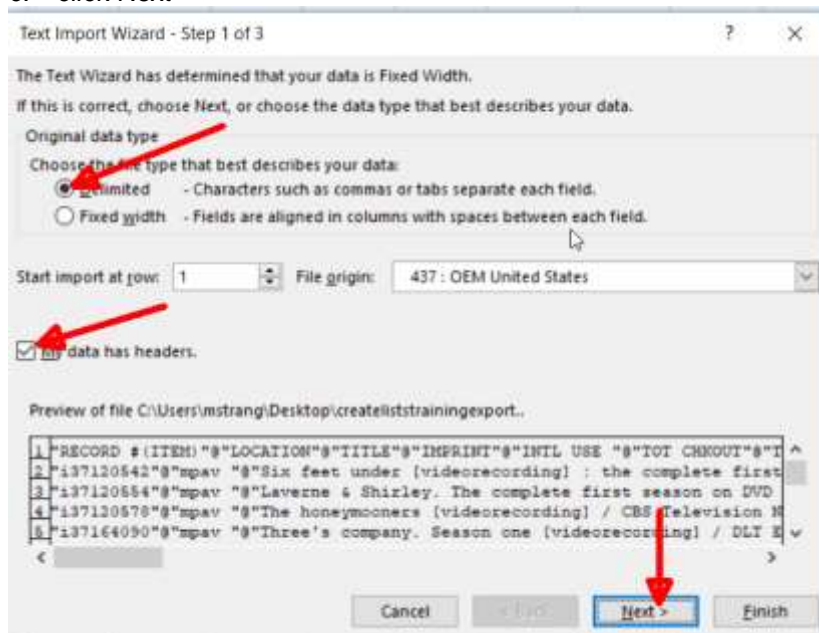 Click Next
Text Import Wizard - Step 1 of 3 ?
The Text Wizard has determined that your data is Fixed Width.
If this is correct, choose Next, or choose the data type that best describes your data.
Original data type
Choose the file type that best describes your data:
Delimited - Characters such as commas or tabs separate each field.
Fixed width - Fields are aligned in columns with spaces between each field.
Start import at row: 1 File origin: 437 : OEM United States
My data has headers.
Preview of file C:\Users\mstrang\Desktop\createliststrainingexport..
1 "RECORD #(ITEM)"@"LOCATION"@"TITLE"@"IMPRINT"@"INTL USE "@"TOT CHKOUT"@"T
2 "i37120542"@"mpav "@"Six feet under [videorecording] : the complete first
3 "i37120554"@"mpav "@"Laverne & Shirley. The complete first season on DVD
4 "i37120578"@"mpav "@"The honeymooners [videorecording] / CBS Television N
5 "i37164090"@"mpav "@"Three's company. Season one [videorecording] / DLT E
Cancel < Back Next > Finish